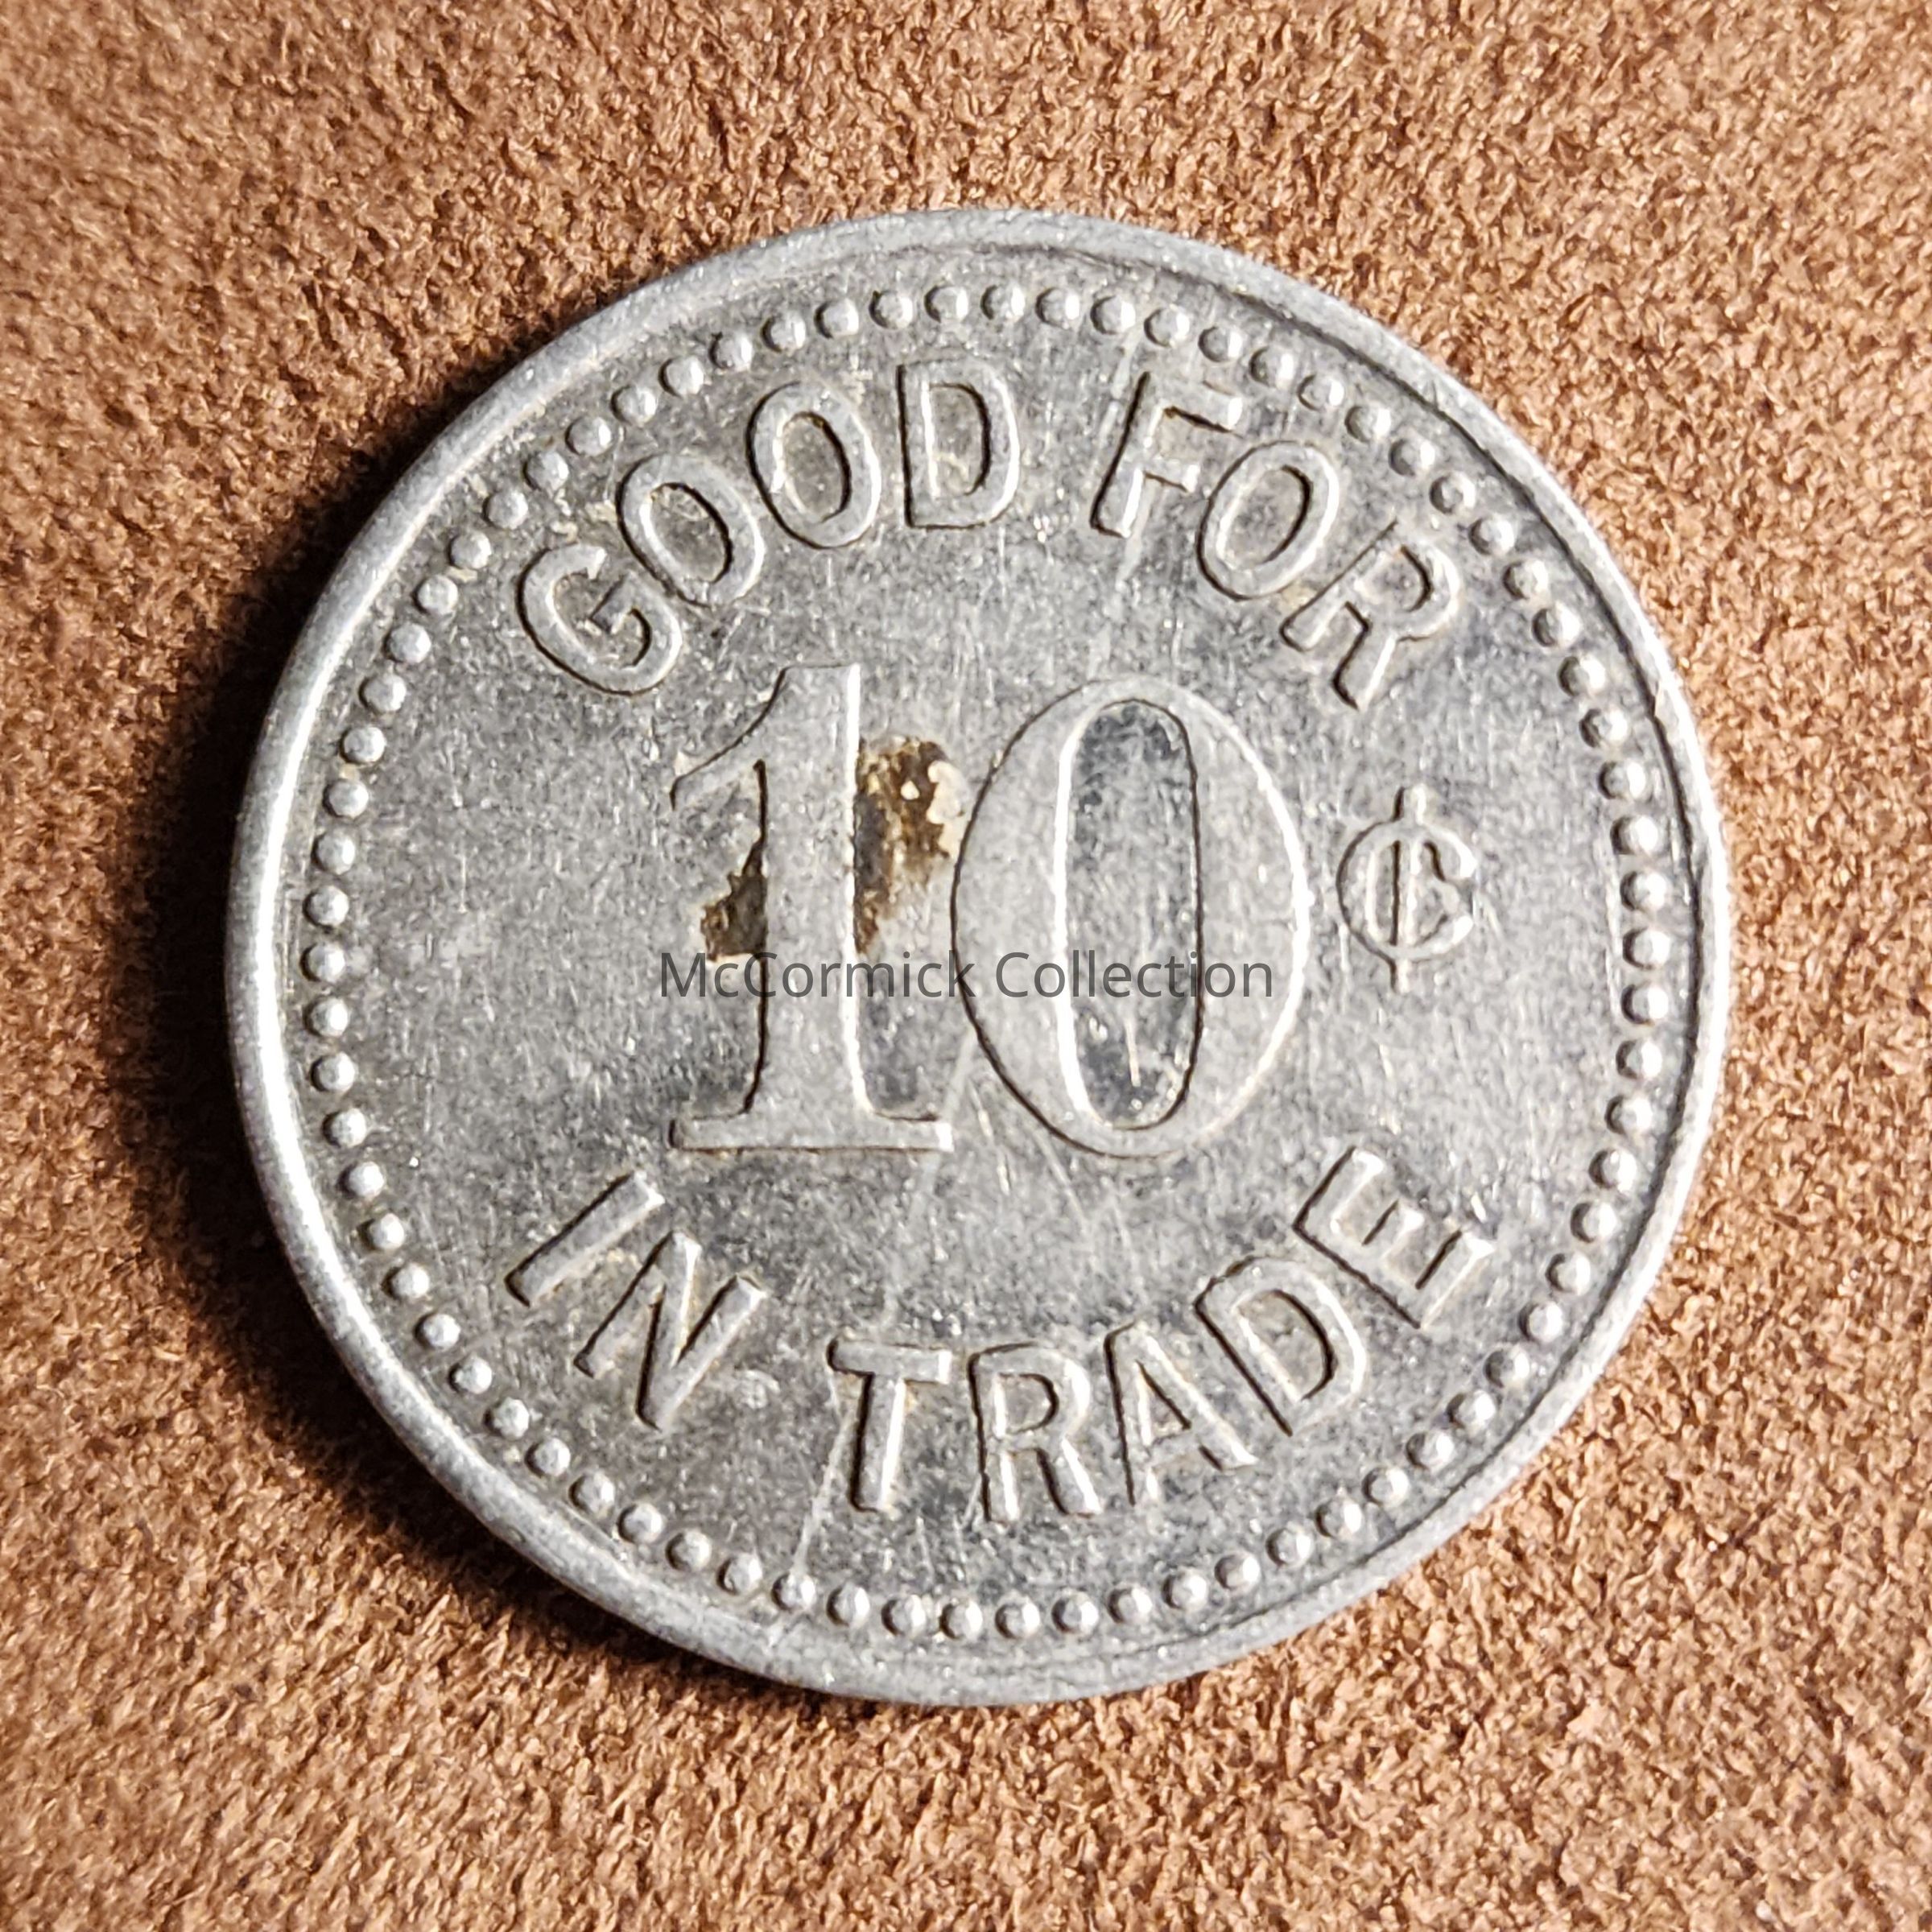 GOOD FOR
10 ¢
McCormick Collection
IN TRADE